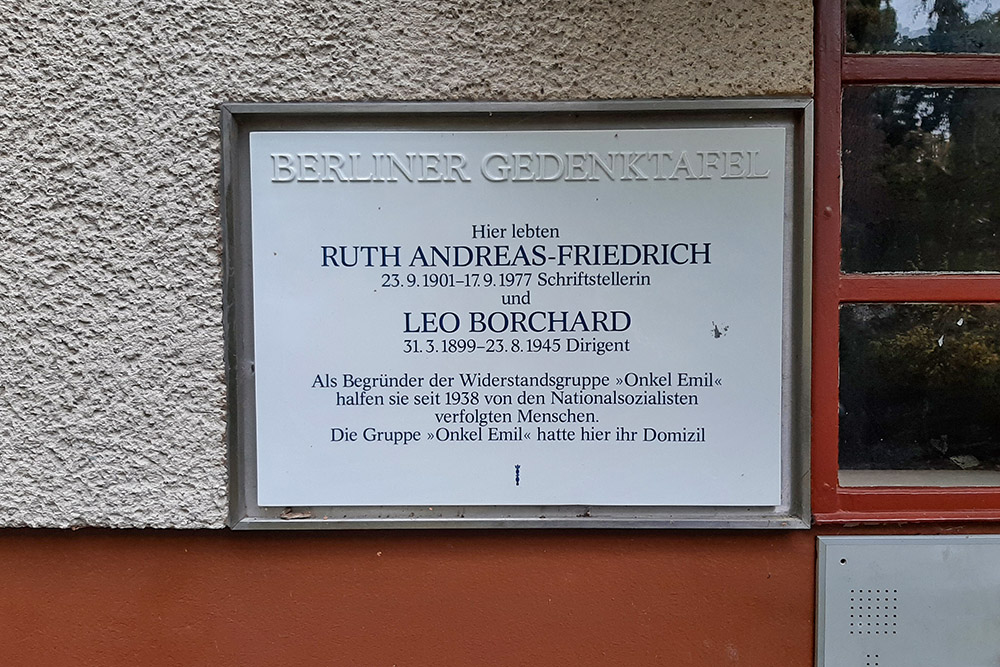 BERLINER GEDENKTAFEL
Hier lebten
RUTH ANDREAS-FRIEDRICH
23. 9. 1901–17. 9. 1977 Schriftstellerin
und
LEO BORCHARD
31. 3. 1899–23. 8. 1945 Dirigent
Als Begründer der Widerstandsgruppe »Onkel Emil«
halfen sie seit 1938 von den Nationalsozialisten
verfolgten Menschen.
Die Gruppe »Onkel Emil« hatte hier ihr Domizil